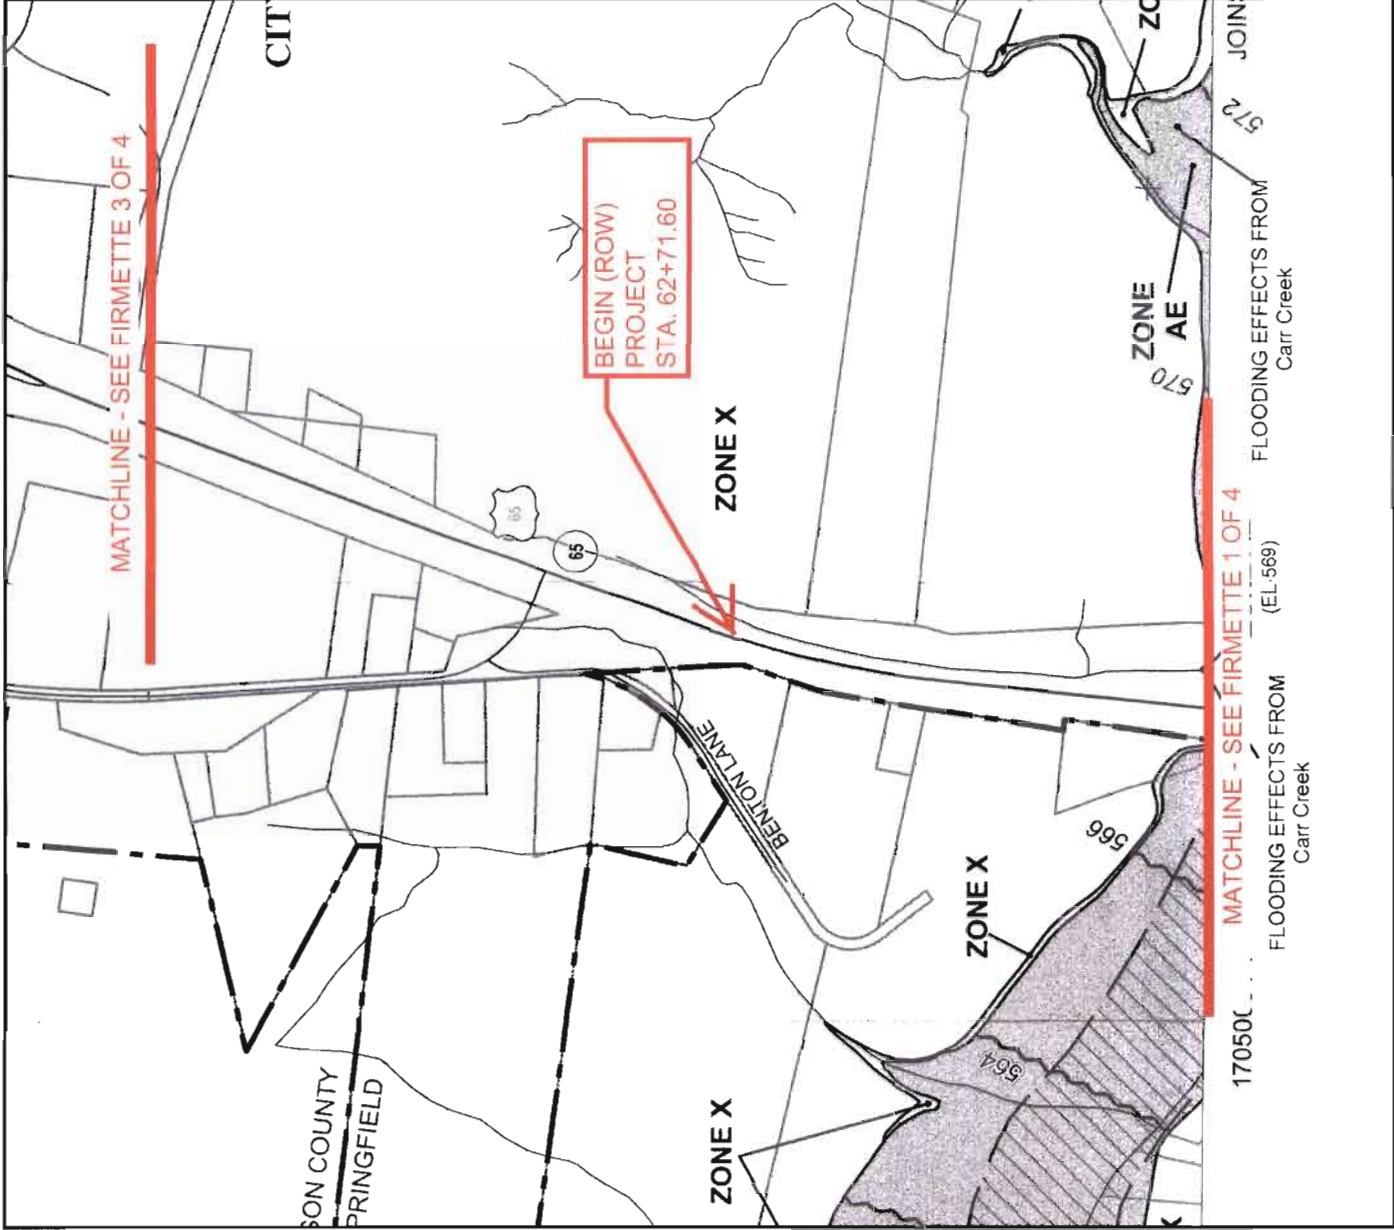 CIT
MATCHLINE - SEE FIRMETTE 3 OF 4
BEGIN (ROW)
PROJECT
STA. 62+71.60
ZONE X
65
65
BENTON LANE
SON COUNTY
PRINGFIELD
ZONE X
ZONE X
564
566
570
572
ZONE
AE
ZO
JOINS
FLOODING EFFECTS FROM
Carr Creek
(EL 569)
MATCHLINE - SEE FIRMETTE 1 OF 4
FLOODING EFFECTS FROM
Carr Creek
X